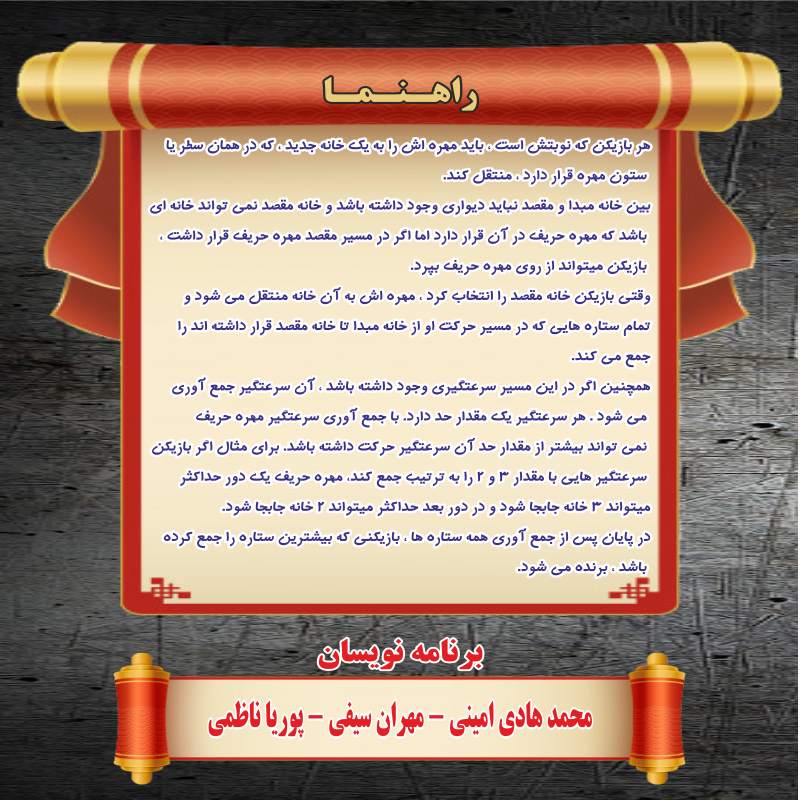 راهنما
هر بازیکن که نوبتش است ، باید مهره اش را به یک خانه جدید ، که در همان سطر یا
ستون مهره قرار دارد ، منتقل کند.
بین خانه مبدا و مقصد نباید دیواری وجود داشته باشد و خانه مقصد نمی تواند خانه ای
باشد که مهره حریف در آن قرار دارد اما اگر در مسیر مقصد مهره حریف قرار داشت ،
بازیکن میتواند از روی مهره حریف بپرد.
وقتی بازیکن خانه مقصد را انتخاب کرد ، مهره اش به آن خانه منتقل می شود و
تمام ستاره هایی که در مسیر حرکت او از خانه مبدا تا خانه مقصد قرار داشته اند را
جمع می کند.
همچنین اگر در این مسیر سرعتگیری وجود داشته باشد ، آن سرعتگیر جمع آوری
می شود . هر سرعتگیر یک مقدار حد دارد. با جمع آوری سرعتگیر مهره حریف
نمی تواند بیشتر از مقدار حد آن سرعتگیر حرکت داشته باشد. برای مثال اگر بازیکن
سرعتگیر هایی با مقدار ۳ و ۲ را به ترتیب جمع کند، مهره حریف یک دور حداکثر
میتواند ۳ خانه جابجا شود و در دور بعد حداکثر میتواند ۲ خانه جابجا شود.
در پایان پس از جمع آوری همه ستاره ها ، بازیکنی که بیشترین ستاره را جمع کرده
باشد ، برنده می شود.
برنامه نویسان
محمد هادی امینی - مهران سیفی - پوریا ناظمی